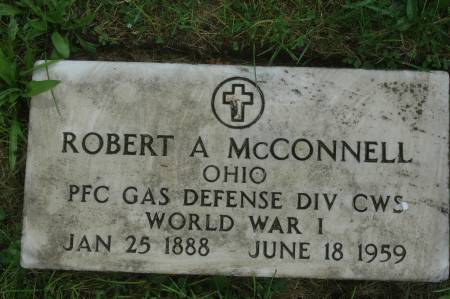 ROBERT A McCONNELL
OHIO
PFC GAS DEFENSE DIV CWS
WORLD WAR I
JAN 25 1888 JUNE 18 1959